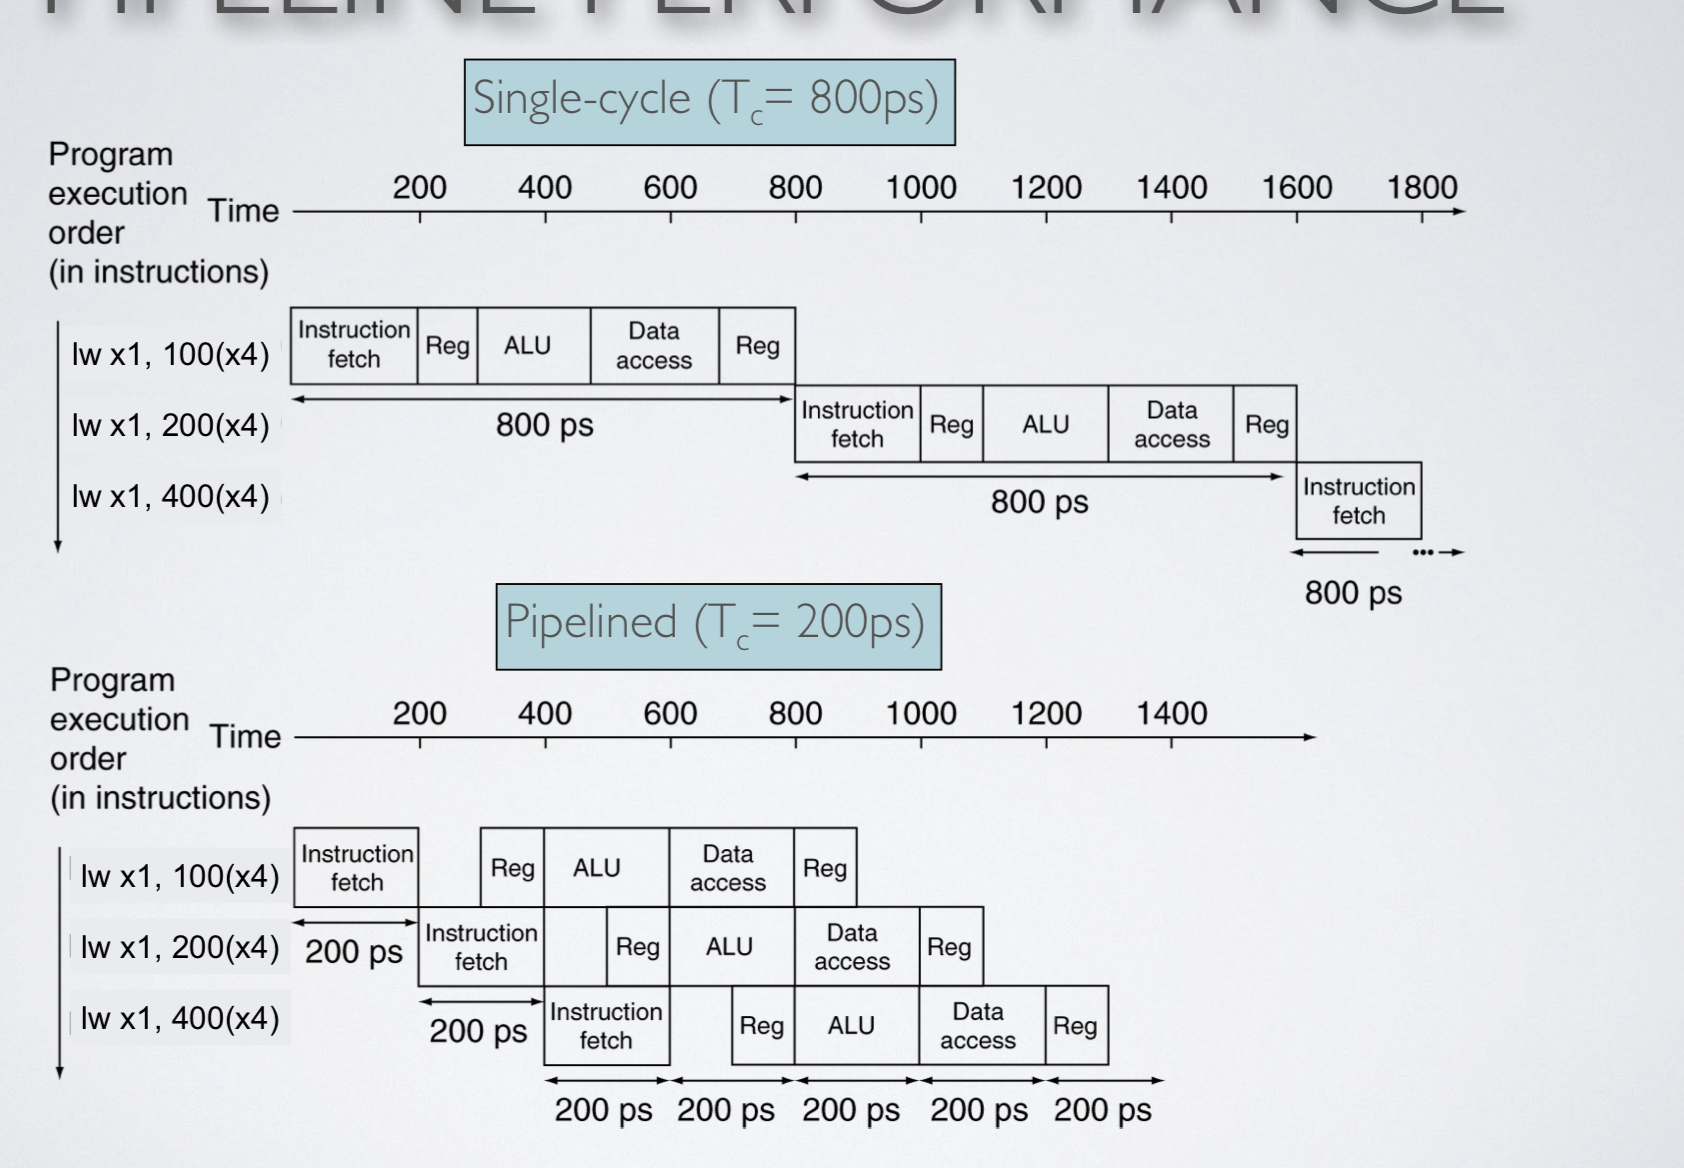 PIPELINE PERFORMANCE
Single-cycle (Tc= 800ps)
Program
execution
order
(in instructions)
Time
200 400 600 800 1000 1200 1400 1600 1800
lw x1, 100(x4)
Instruction
fetch
Reg
ALU
Data
access
Reg
800 ps
lw x1, 200(x4)
Instruction
fetch
Reg
ALU
Data
access
Reg
800 ps
lw x1, 400(x4)
Instruction
fetch
...
800 ps
Pipelined (Tc= 200ps)
Program
execution
order
(in instructions)
Time
200 400 600 800 1000 1200 1400
lw x1, 100(x4)
Instruction
fetch
Reg
ALU
Data
access
Reg
200 ps
lw x1, 200(x4)
Instruction
fetch
Reg
ALU
Data
access
Reg
200 ps
lw x1, 400(x4)
Instruction
fetch
Reg
ALU
Data
access
Reg
200 ps 200 ps 200 ps 200 ps 200 ps